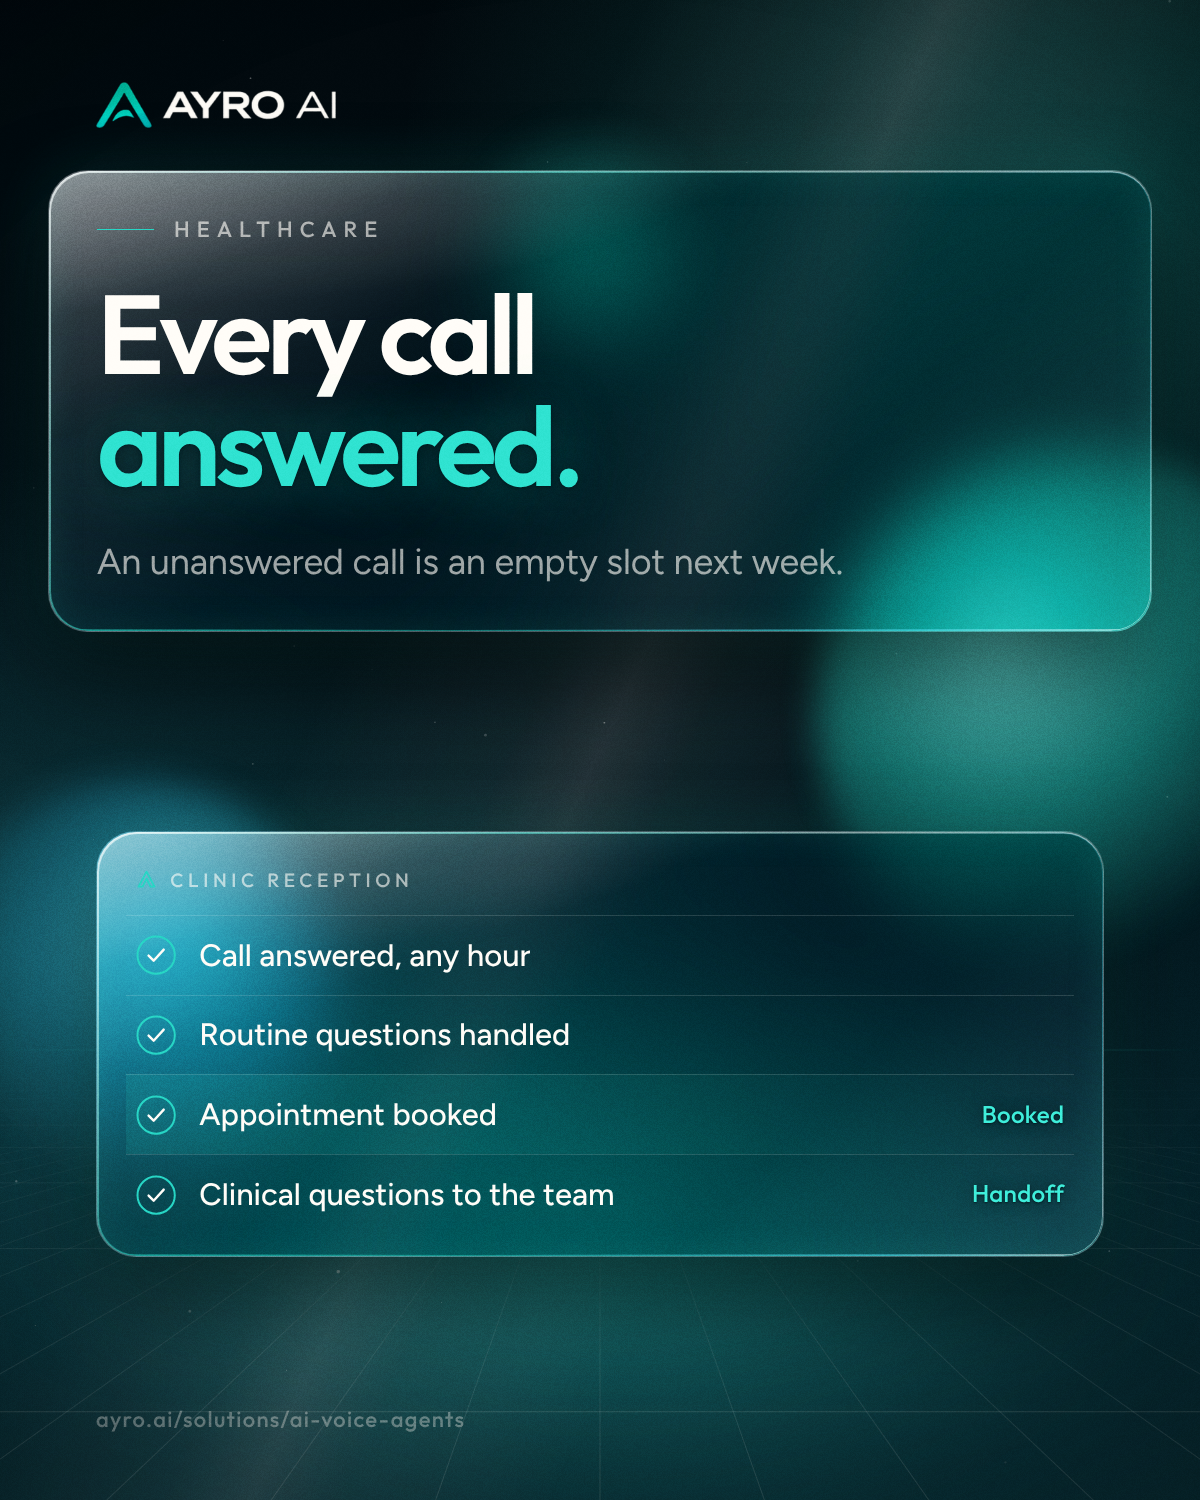 AYRO AI
HEALTHCARE
Every call
answered.
An unanswered call is an empty slot next week.
CLINIC RECEPTION
Call answered, any hour
Routine questions handled
Appointment booked
Booked
Clinical questions to the team
Handoff
ayro.ai/solutions/ai-voice-agents